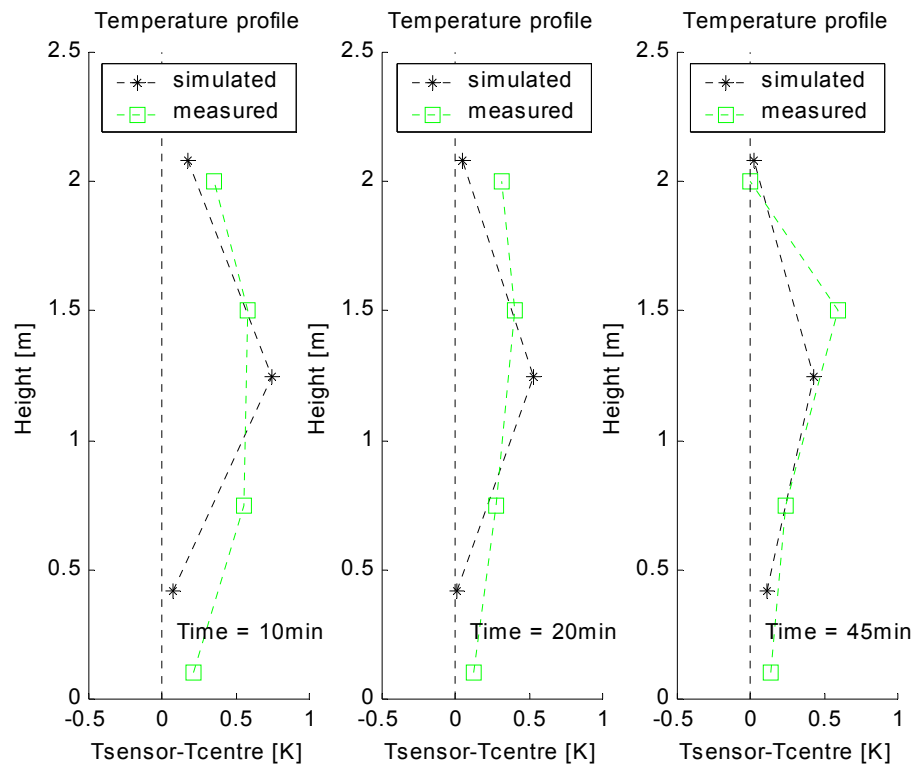 Temperature profile
2.5
simulated
measured
2
1.5
1
0.5
0
Height [m]
Time = 10min
-0.5 0 0.5 1
Tsensor-Tcentre [K]
Temperature profile
2.5
simulated
measured
2
1.5
1
0.5
0
Height [m]
Time = 20min
-0.5 0 0.5 1
Tsensor-Tcentre [K]
Temperature profile
2.5
simulated
measured
2
1.5
1
0.5
0
Height [m]
Time = 45min
-0.5 0 0.5 1
Tsensor-Tcentre [K]